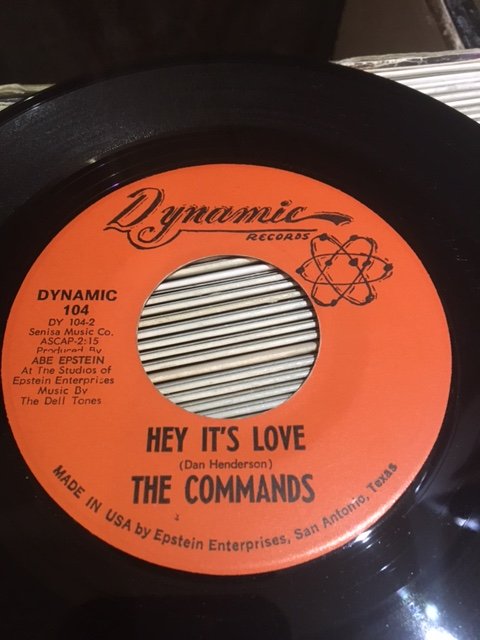 Dynamic
RECORDS
DYNAMIC
104
DY 104-2
Senisa Music Co.
ASCAP-2:15
Produced By
ABE EPSTEIN
At The Studios of
Epstein Enterprises
Music By
The Dell Tones
HEY IT'S LOVE
(Dan Henderson)
THE COMMANDS
MADE IN USA by Epstein Enterprises, San Antonio, Texas